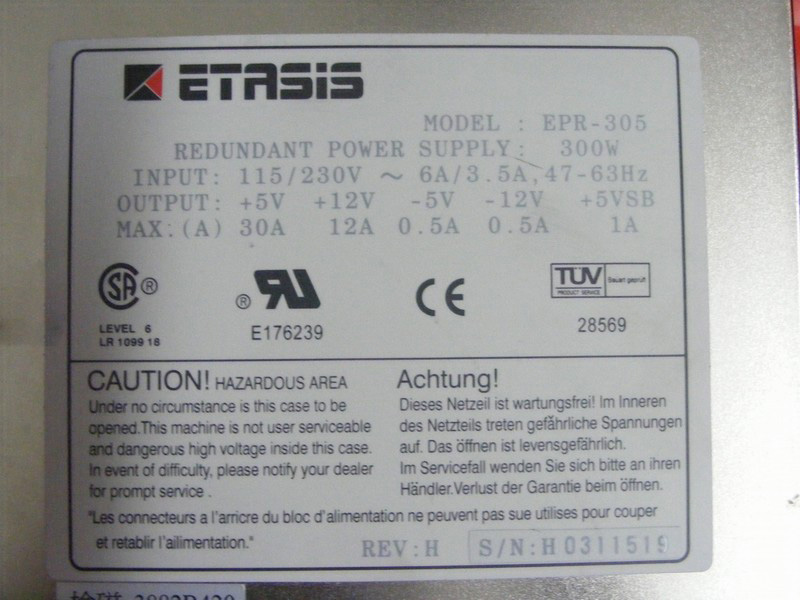 ETASIS
MODEL : EPR-305
REDUNDANT POWER SUPPLY: 300W
INPUT: 115/230V ~ 6A/3.5A,47-63Hz
OUTPUT: +5V +12V -5V -12V +5VSB
MAX.(A) 30A 12A 0.5A 0.5A 1A
SA ®
LEVEL 6
LR 1099 18
® RU
E176239
CE
TÜV
PRODUCT SERVICE
Bauart geprüft
28569
CAUTION! HAZARDOUS AREA
Under no circumstance is this case to be
opened.This machine is not user serviceable
and dangerous high voltage inside this case.
In event of difficulty, please notify your dealer
for prompt service .
Achtung!
Dieses Netzeil ist wartungsfrei! Im Inneren
des Netzteils treten gefährliche Spannungen
auf. Das öffnen ist levensgefährlich.
Im Servicefall wenden Sie sich bitte an ihren
Händler.Verlust der Garantie beim öffnen.
"Les connecteurs a l'arricre du bloc d'alimentation ne peuvent pas sue utilises pour couper
et retablir l'ailimentation."
REV:H S/N:H 0311519